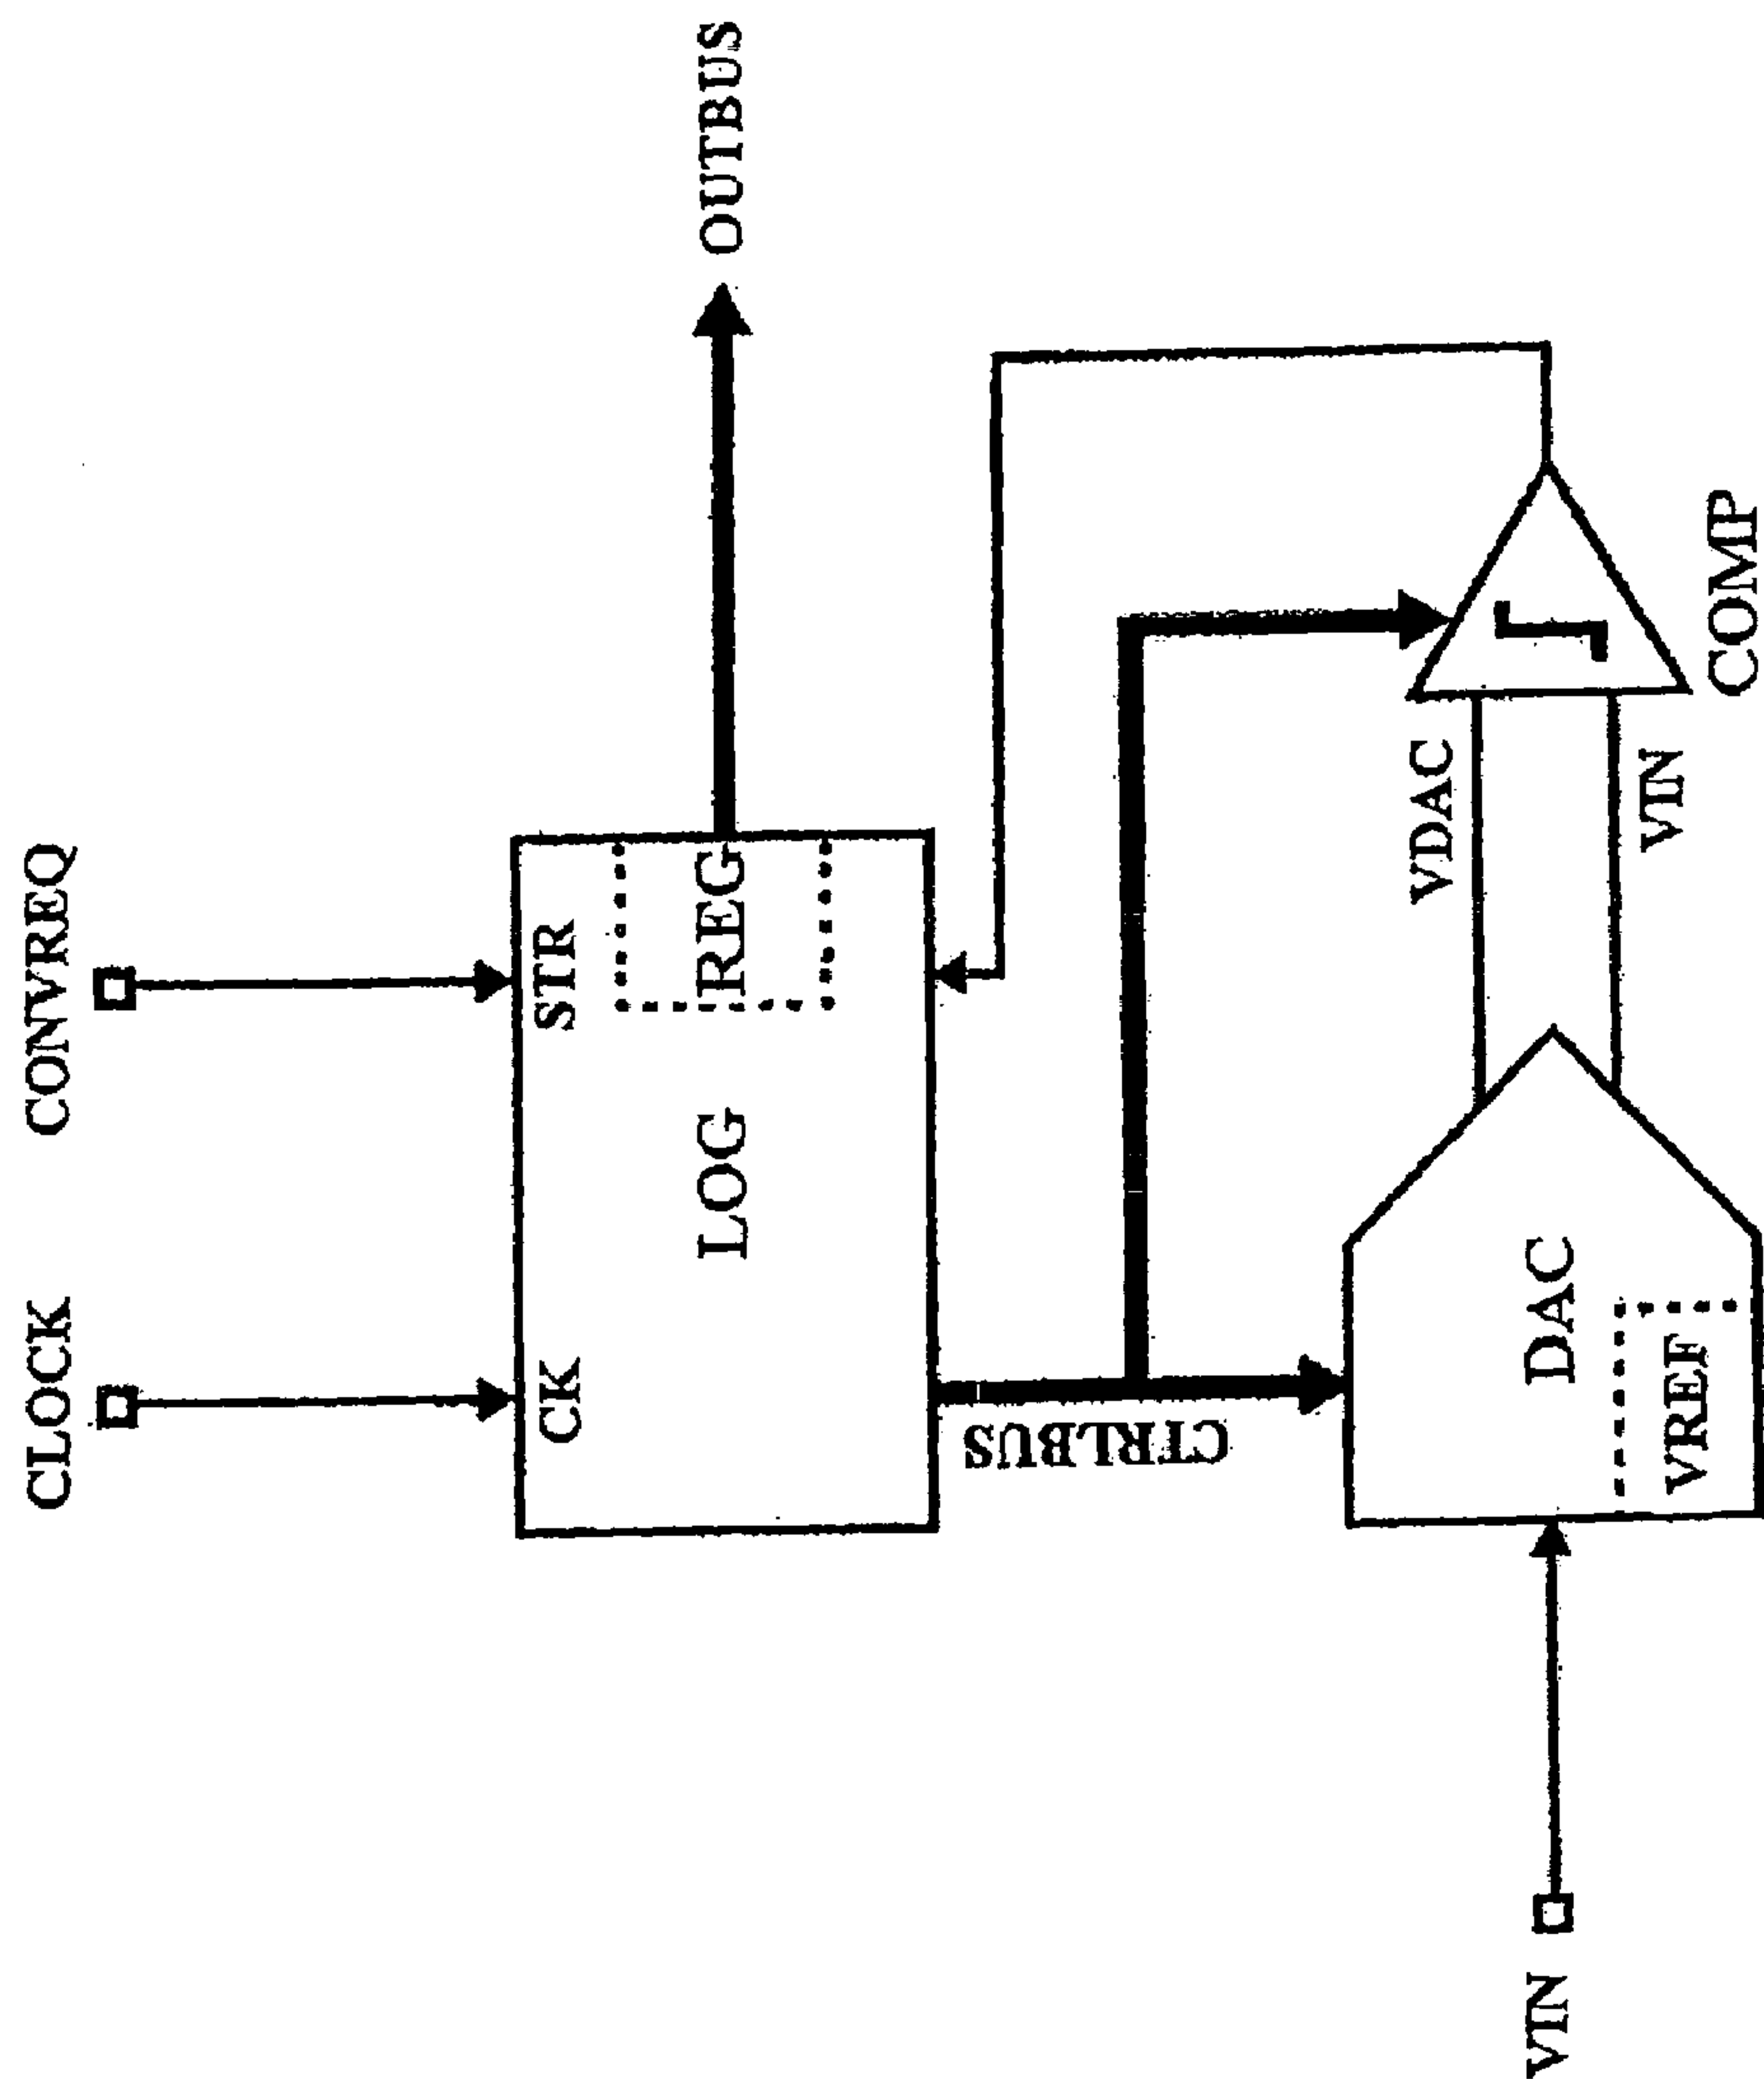 CLOCK
CONVREQ
CK
STR
LOG
REG
OUTBUS
CTRLBUS
VIN
DAC
VREF
VDAC
VIN
COMP